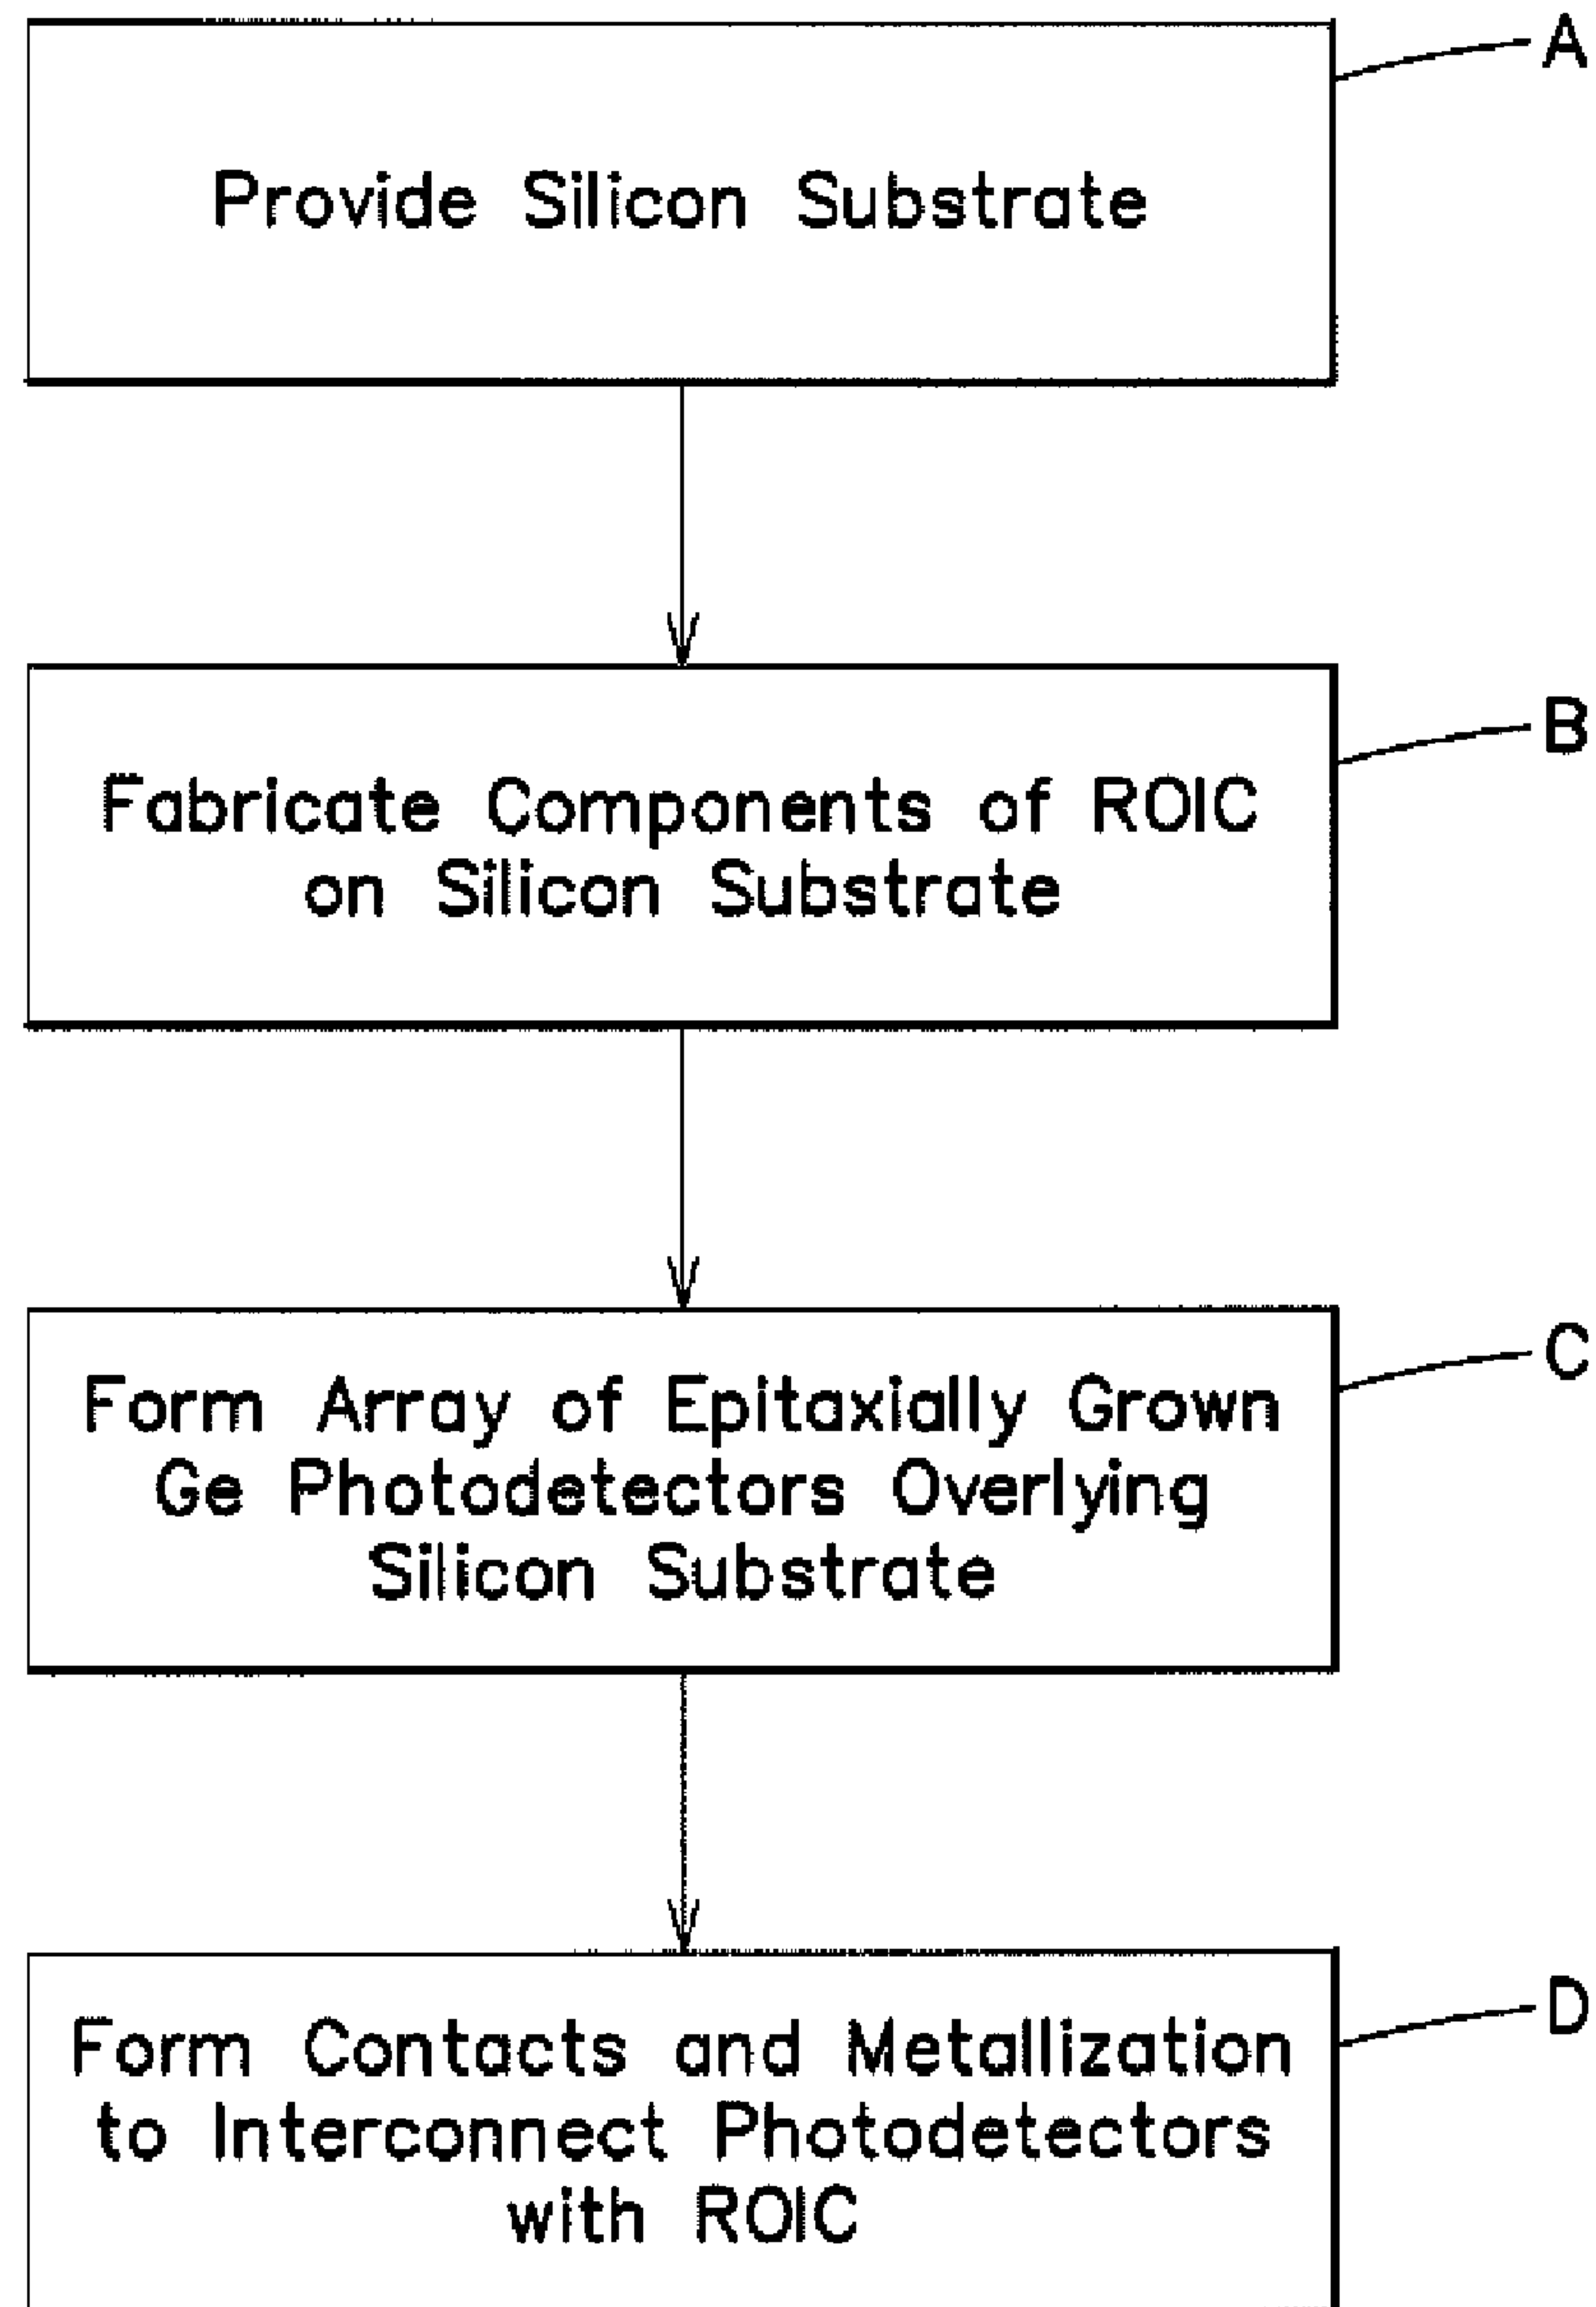 A
Provide Silicon Substrate
B
Fabricate Components of ROIC
on Silicon Substrate
C
Form Array of Epitaxially Grown
Ge Photodetectors Overlying
Silicon Substrate
D
Form Contacts and Metallization
to Interconnect Photodetectors
with ROIC